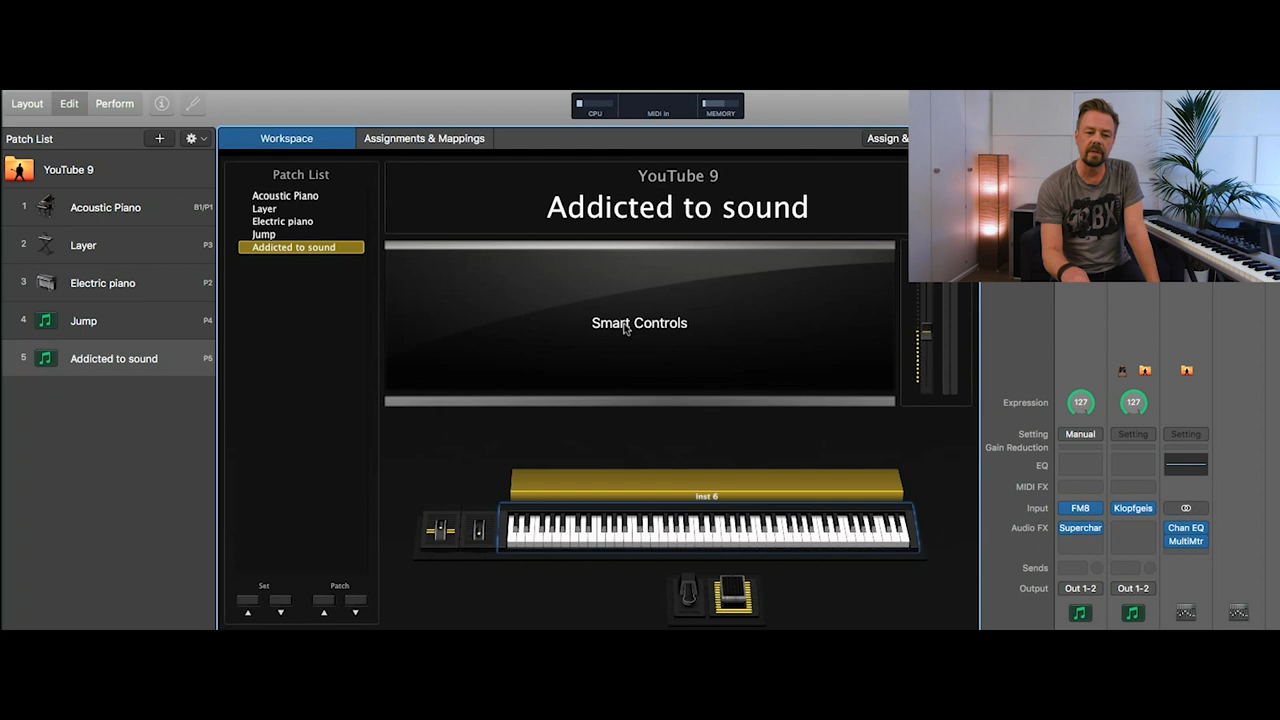 Layout Edit Perform
CPU MIDI In MEMORY
Patch List
Workspace Assignments & Mappings Assign &
YouTube 9
1 Acoustic Piano B1/P1
2 Layer P3
3 Electric piano P2
4 Jump P4
5 Addicted to sound P5
Patch List
Acoustic Piano
Layer
Electric piano
Jump
Addicted to sound
Set Patch
YouTube 9
Addicted to sound
Smart Controls
Inst 6
Expression 127 127
Setting Manual Setting Setting
Gain Reduction
EQ
MIDI FX
Input FM8 Klopfgeis
Audio FX Superchar Chan EQ
MultiMtr
Sends
Output Out 1-2 Out 1-2